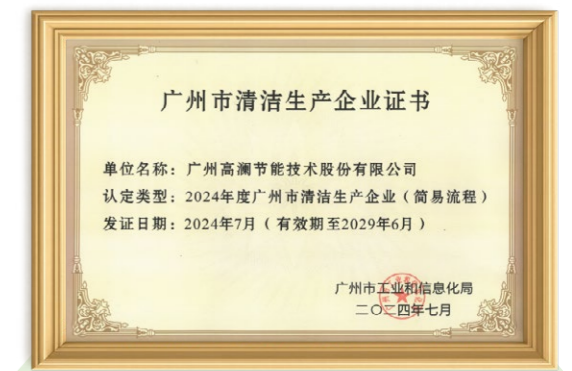 广州市清洁生产企业证书
单位名称：广州高澜节能技术股份有限公司
认定类型：2024年度广州市清洁生产企业（简易流程）
发证日期：2024年7月（有效期至2029年6月）
广州市工业和信息化局
二〇二四年七月